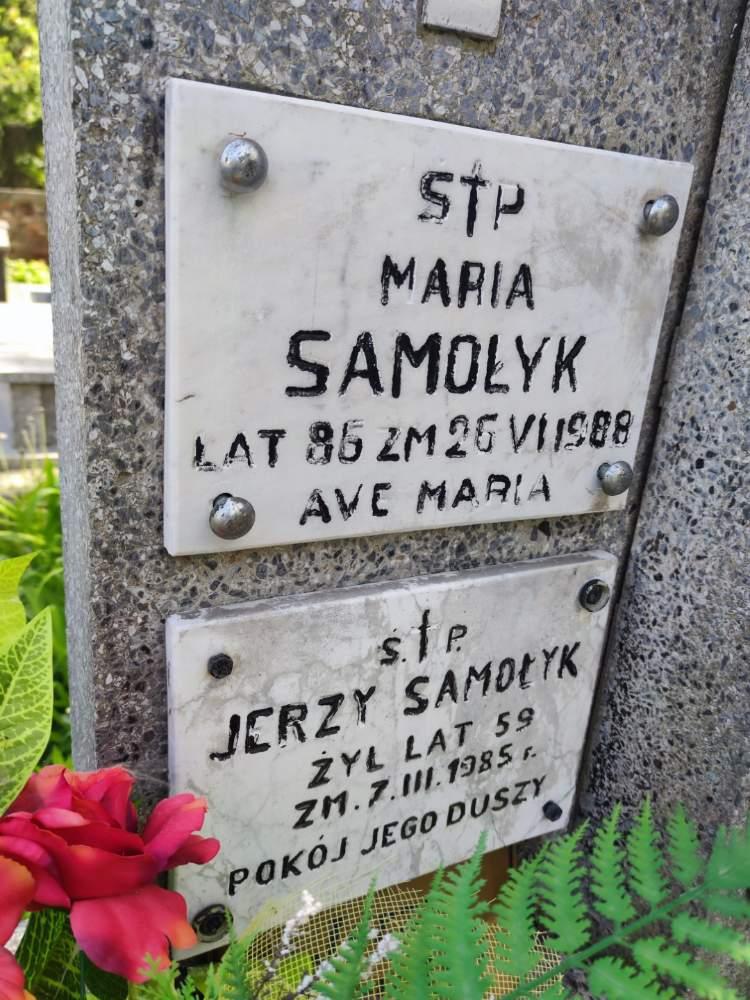 S†P
MARIA
SAMOŁYK
LAT 86 ZM 26 VI 1988
AVE MARIA
Ś.†P.
JERZY SAMOŁYK
ŻYŁ LAT 59
ZM. 7.III.1985 r.
POKÓJ JEGO DUSZY